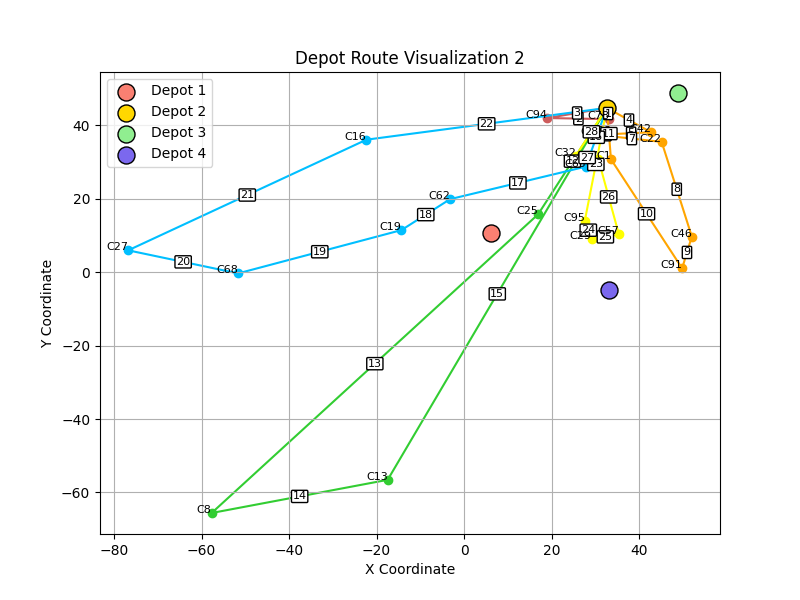 Depot Route Visualization 2
Depot 1
Depot 2
Depot 3
Depot 4
C94
3
4
C42
22
C16
28
11
7
C22
C32
27
C1
23
17
8
21
C62
26
18
C25
10
C95
C19
24
C29
25
C57
C46
C27
19
9
20
C68
C91
15
13
C13
14
C8
40
20
0
−20
−40
−60
−80
−60
−40
−20
0
20
40
Y Coordinate
X Coordinate